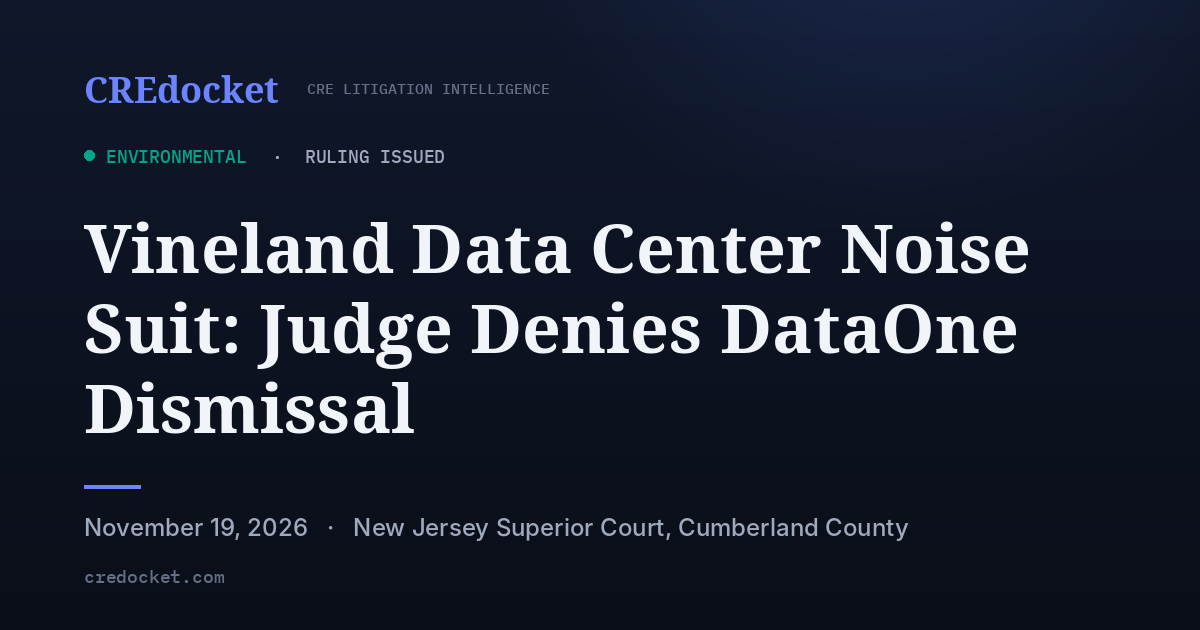 CREdocket CRE LITIGATION INTELLIGENCE
ENVIRONMENTAL · RULING ISSUED
Vineland Data Center Noise
Suit: Judge Denies DataOne
Dismissal
November 19, 2026 · New Jersey Superior Court, Cumberland County
credocket.com